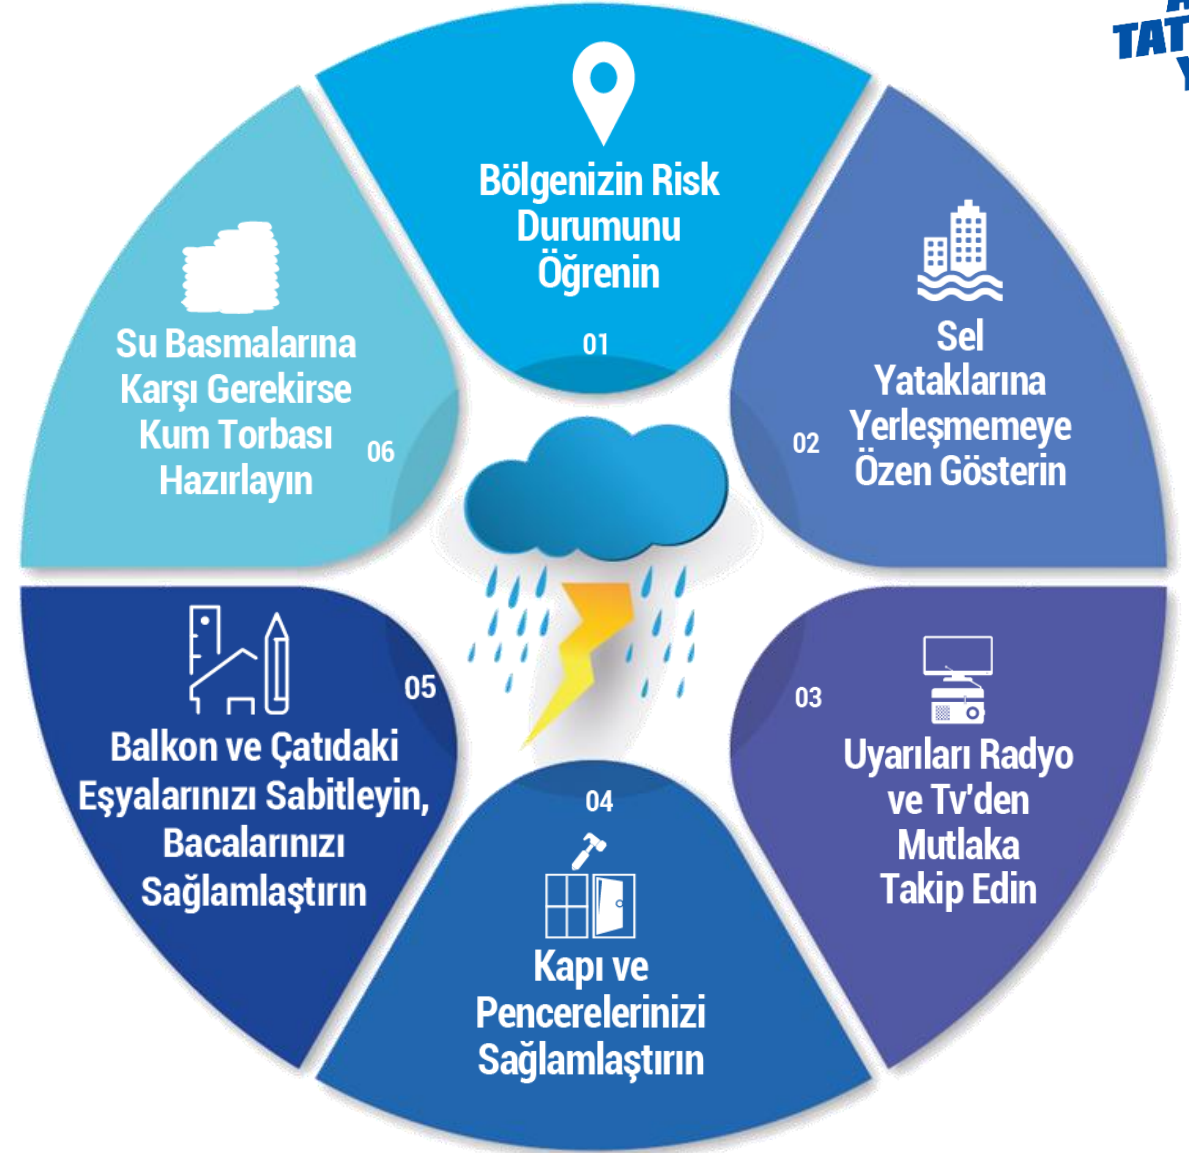 TAT
Bölgenizin Risk
Durumunu
Öğrenin
01
Sel
Yataklarına
Yerleşmemeye
Özen Gösterin
02
03
Uyarıları Radyo
ve Tv'den
Mutlaka
Takip Edin
04
Kapı ve
Pencerelerinizi
Sağlamlaştırın
05
Balkon ve Çatıdaki
Eşyalarınızı Sabitleyin,
Bacalarınızı
Sağlamlaştırın
Su Basmalarına
Karşı Gerekirse
Kum Torbası
Hazırlayın
06